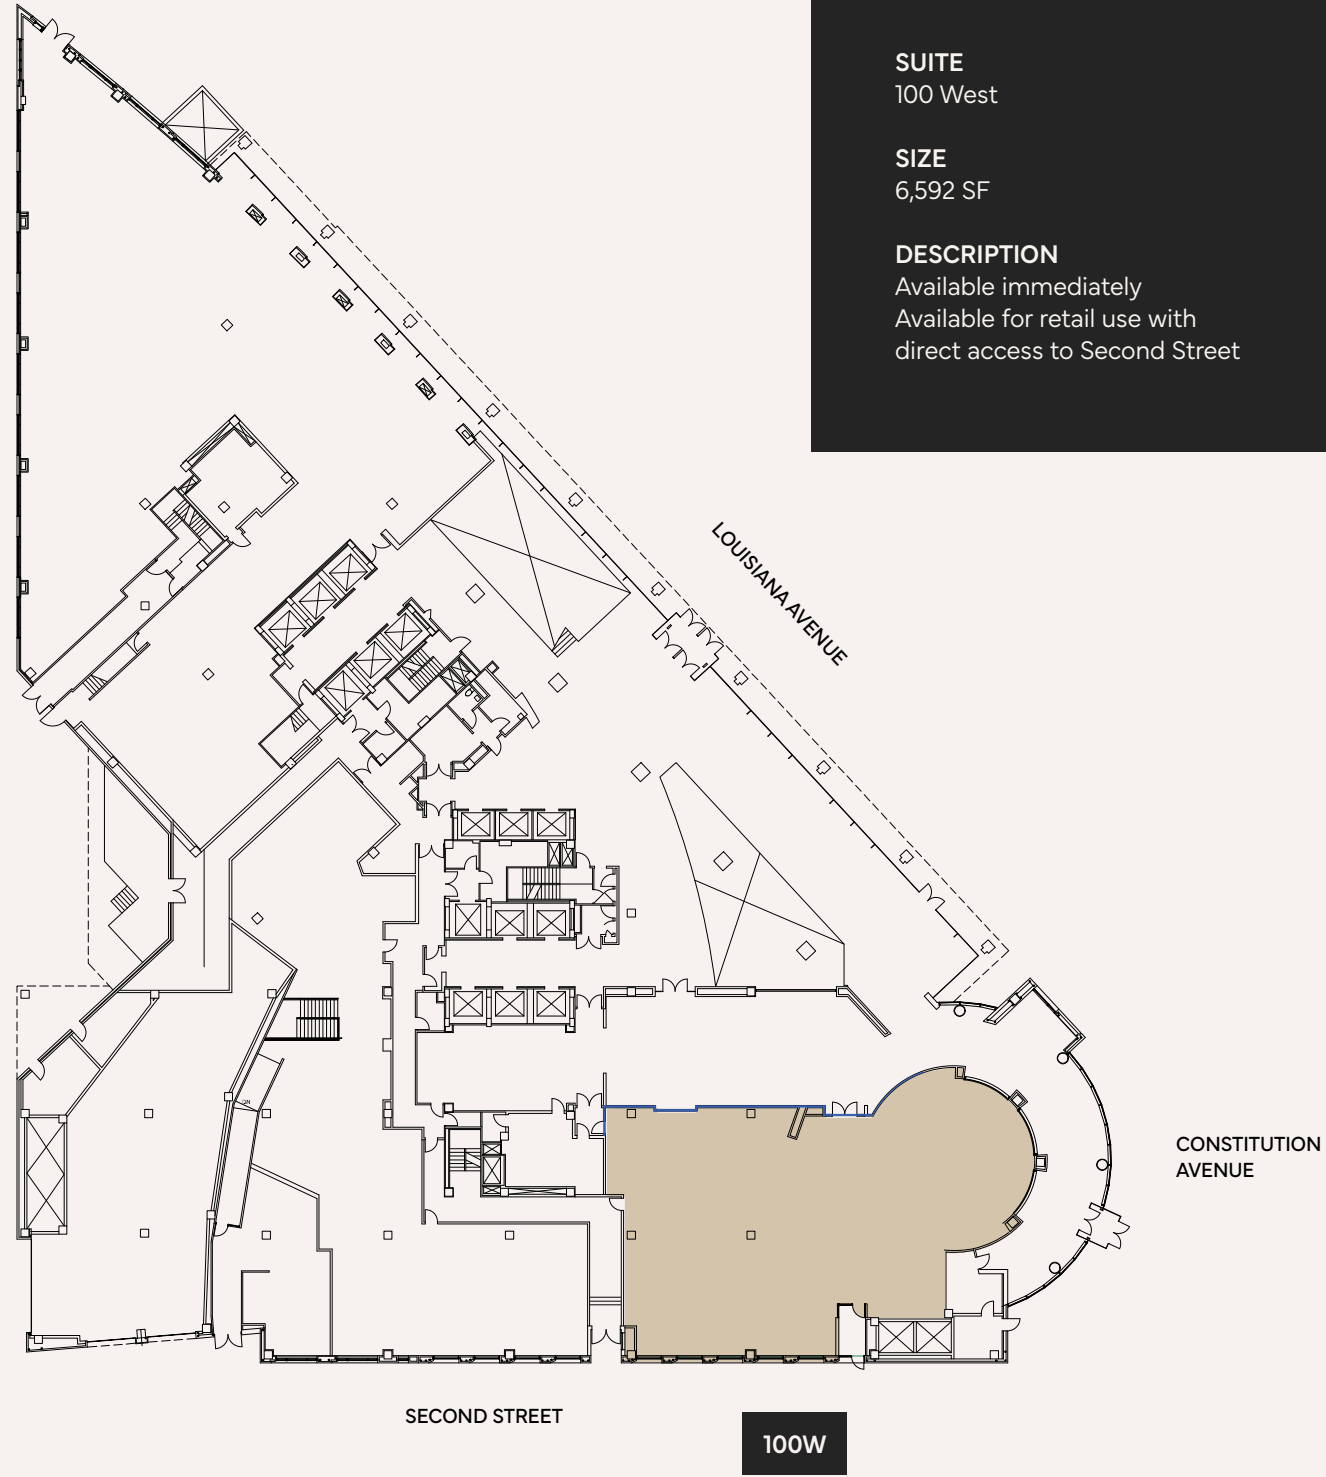 SUITE
100 West
SIZE
6,592 SF
DESCRIPTION
Available immediately
Available for retail use with
direct access to Second Street
LOUISIANA AVENUE
CONSTITUTION
AVENUE
SECOND STREET
100W